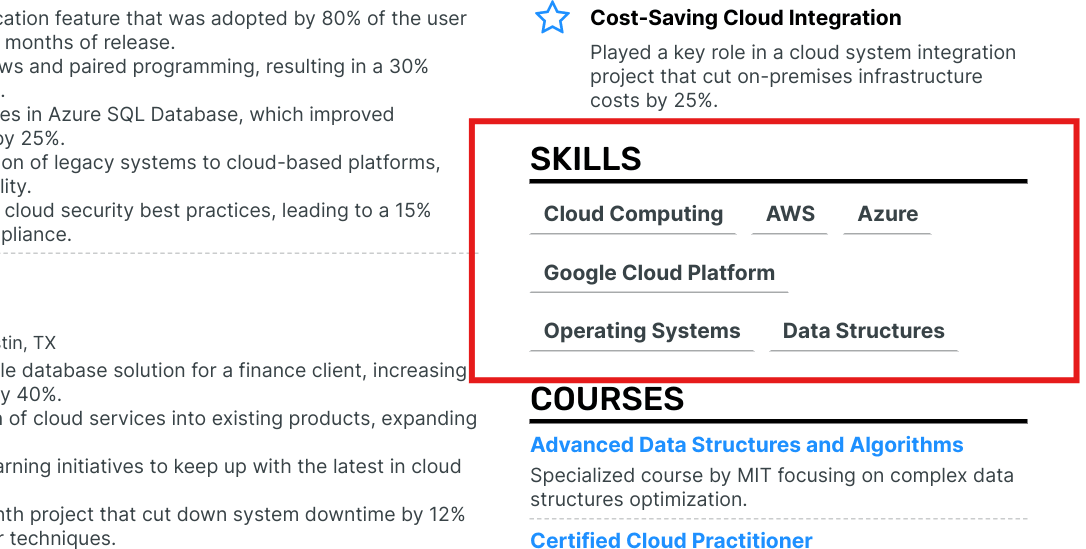 cation feature that was adopted by 80% of the user
months of release.
ws and paired programming, resulting in a 30%
.
es in Azure SQL Database, which improved
by 25%.
on of legacy systems to cloud-based platforms,
lity.
cloud security best practices, leading to a 15%
pliance.
stin, TX
le database solution for a finance client, increasing
y 40%.
n of cloud services into existing products, expanding
arning initiatives to keep up with the latest in cloud
nth project that cut down system downtime by 12%
r techniques.
Cost-Saving Cloud Integration
Played a key role in a cloud system integration
project that cut on-premises infrastructure
costs by 25%.
SKILLS
Cloud Computing AWS Azure
Google Cloud Platform
Operating Systems Data Structures
COURSES
Advanced Data Structures and Algorithms
Specialized course by MIT focusing on complex data
structures optimization.
Certified Cloud Practitioner